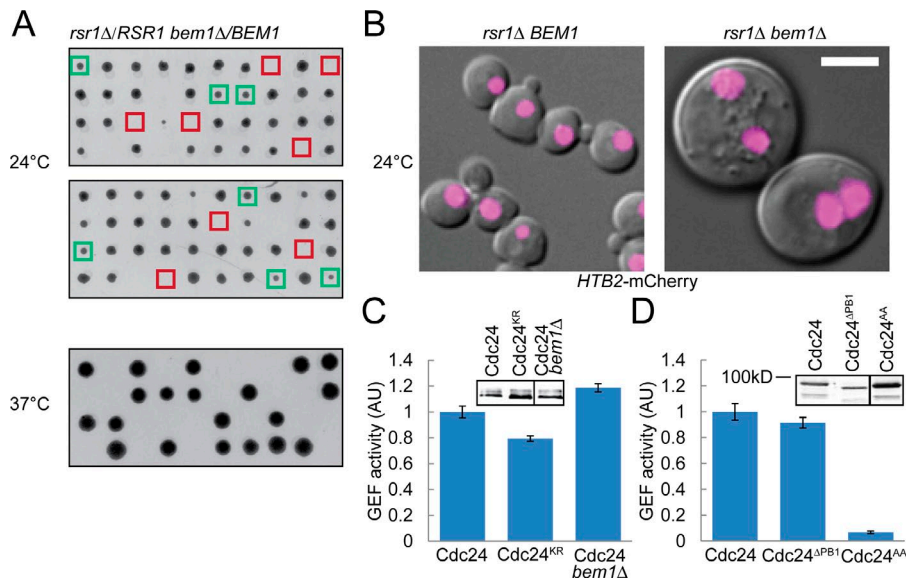 A
rsr1Δ/RSR1 bem1Δ/BEM1
24°C
37°C
B
rsr1Δ BEM1
rsr1Δ bem1Δ
24°C
HTB2-mCherry
C
Cdc24
Cdc24KR
Cdc24
bem1Δ
GEF activity (AU)
1.4
1.2
1
0.8
0.6
0.4
0.2
0
Cdc24
Cdc24KR
Cdc24
bem1Δ
D
Cdc24
Cdc24ΔPB1
Cdc24AA
100kD
GEF activity (AU)
1.4
1.2
1
0.8
0.6
0.4
0.2
0
Cdc24
Cdc24ΔPB1
Cdc24AA